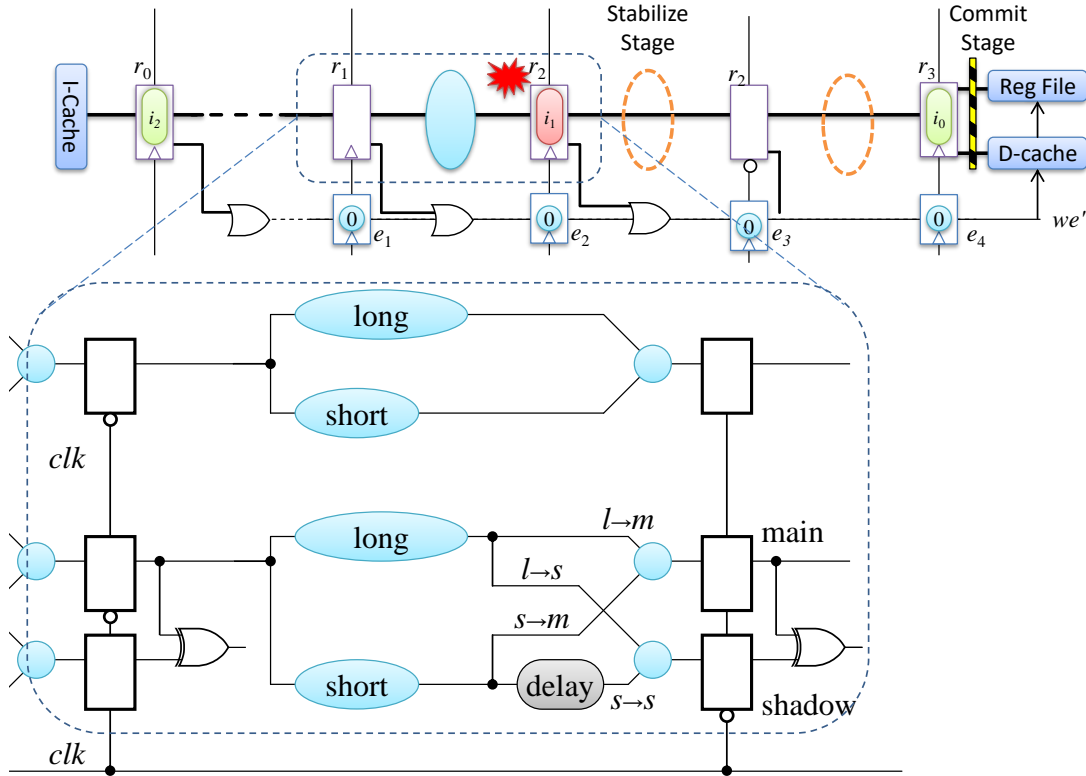 Stabilize
Stage
Commit
Stage
I-Cache
r0
r1
r2
r2
r3
i2
i1
i0
Reg File
D-cache
0
0
0
0
e1
e2
e3
e4
we'
long
short
clk
long
l→m
main
l→s
s→m
short
delay
s→s
shadow
clk